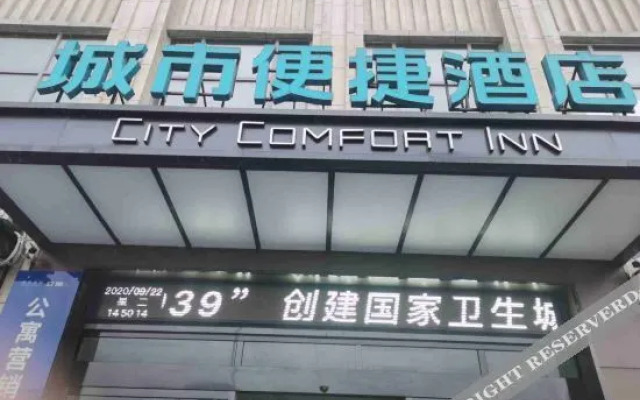 城市便捷酒店
CITY COMFORT INN
2020/09/22
星二
14 50 14
39” 创建国家卫生城
公寓营销
RIGHT RESERVED